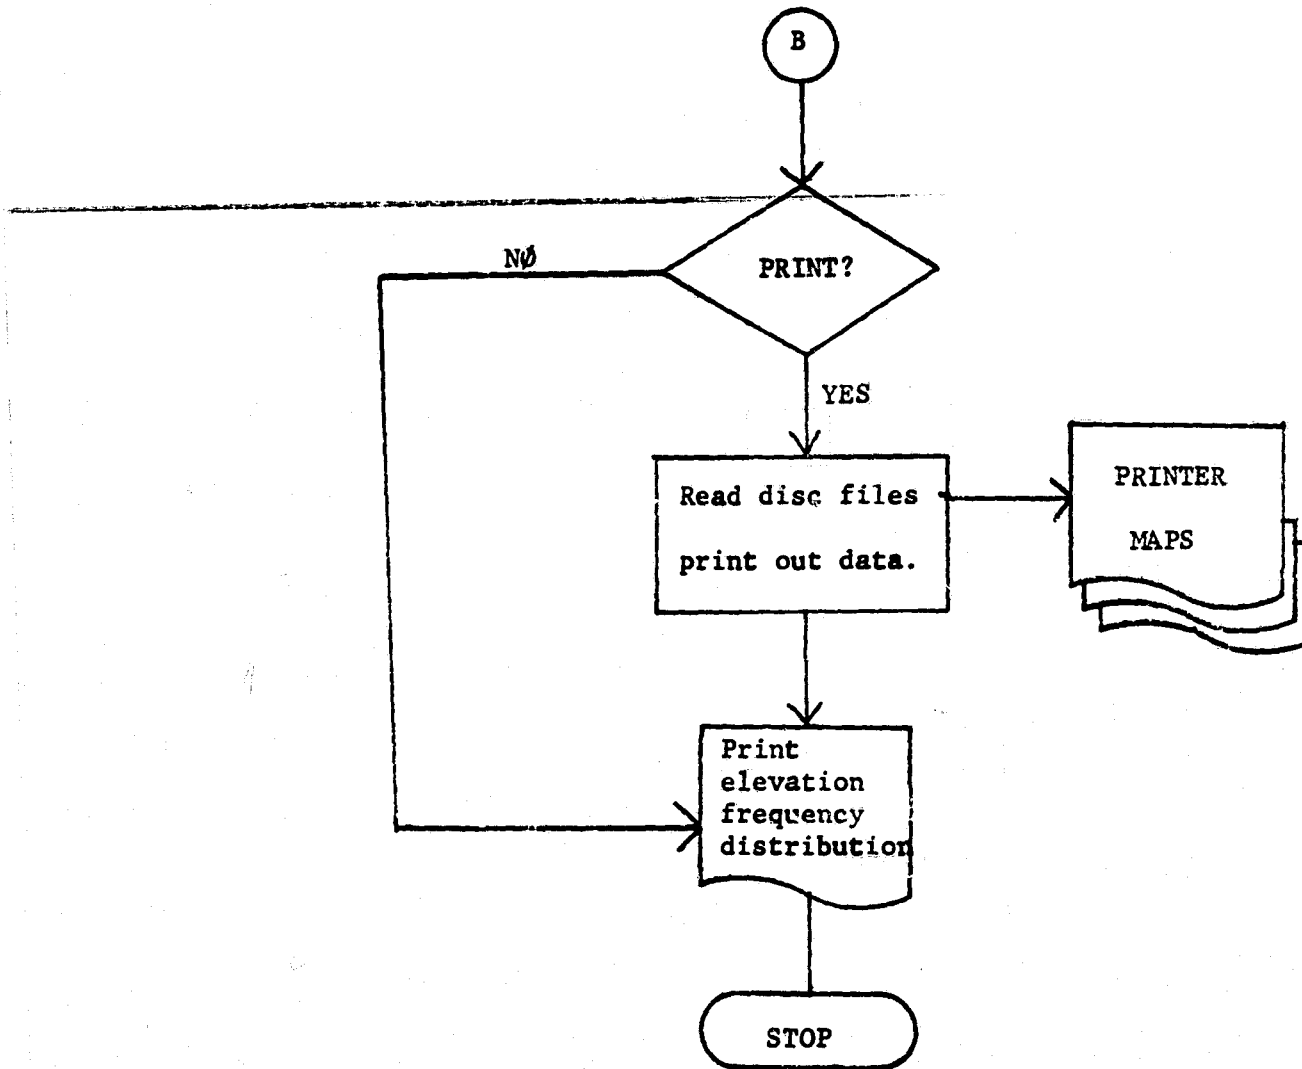 B
PRINT?
NØ
YES
Read disc files
print out data.
PRINTER
MAPS
Print
elevation
frequency
distribution
STOP